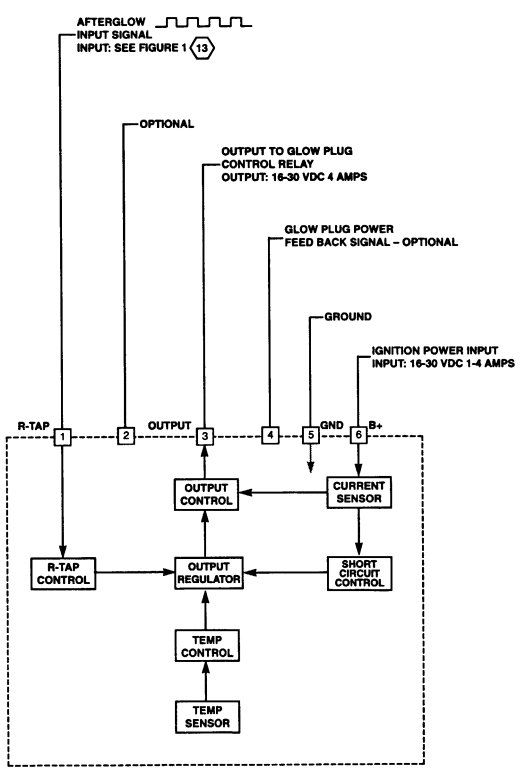 AFTERGLOW
INPUT SIGNAL
INPUT: SEE FIGURE 1 13
OPTIONAL
OUTPUT TO GLOW PLUG
CONTROL RELAY
OUTPUT: 16-30 VDC 4 AMPS
GLOW PLUG POWER
FEED BACK SIGNAL – OPTIONAL
GROUND
IGNITION POWER INPUT
INPUT: 16-30 VDC 1-4 AMPS
R-TAP 1 2 OUTPUT 3 4 5 GND 6 B+
OUTPUT
CONTROL
CURRENT
SENSOR
R-TAP
CONTROL
OUTPUT
REGULATOR
SHORT
CIRCUIT
CONTROL
TEMP
CONTROL
TEMP
SENSOR